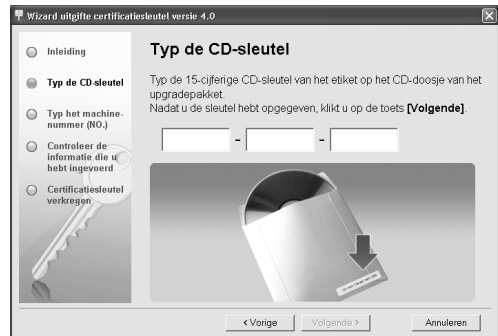 Wizard uitgifte certificatiesleutel versie 4.0
Inleiding
Typ de CD-sleutel
Typ het machine-
nummer (NO.)
Controleer de
informatie die u
hebt ingevoerd
Certificatiesleutel
verkregen
Typ de CD-sleutel
Typ de 15-cijferige CD-sleutel van het etiket op het CD-doosje van het
upgradepakket.
Nadat u de sleutel hebt opgegeven, klikt u op de toets [Volgende].
- -
< Vorige
Volgende >
Annuleren